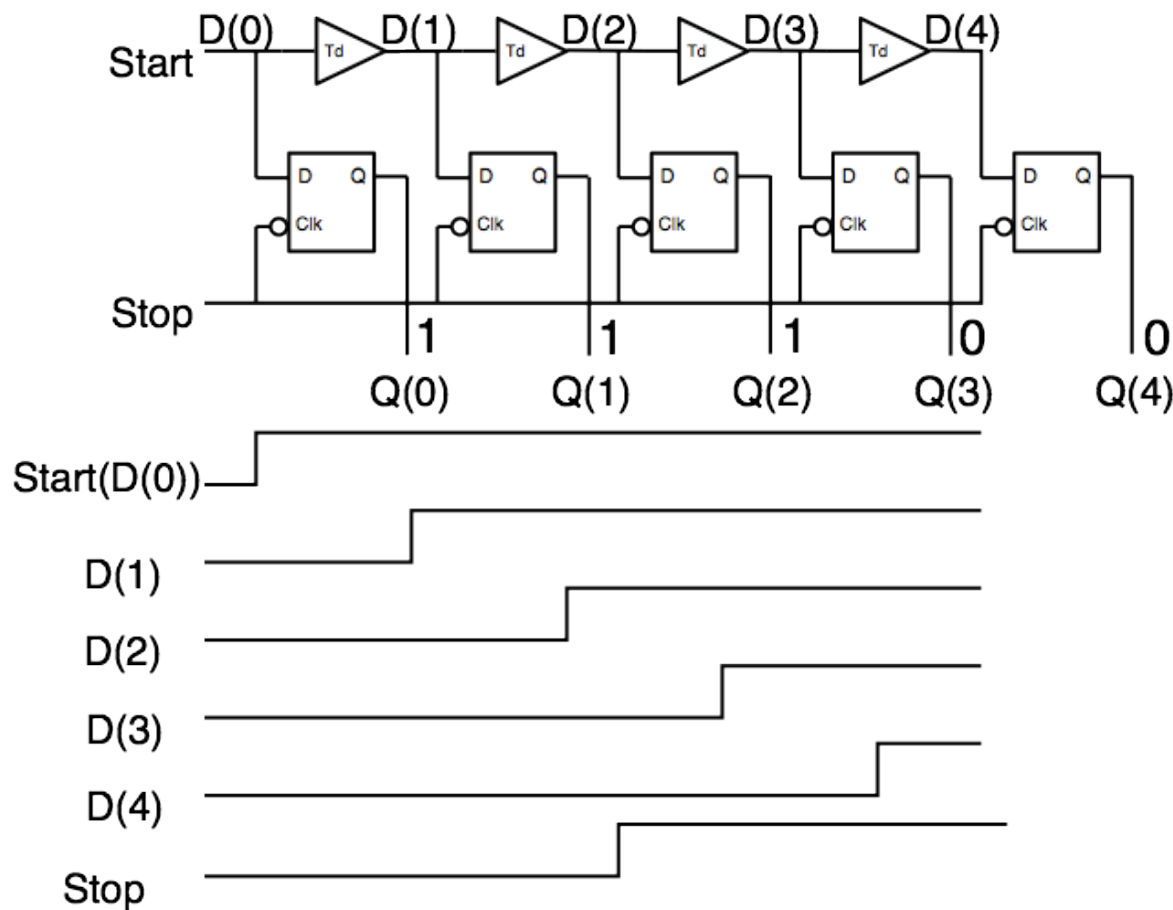 D(0) D(1) D(2) D(3) D(4)
Start Td Td Td Td
D Q D Q D Q D Q D Q
Clk Clk Clk Clk Clk
Stop
1 1 1 0 0
Q(0) Q(1) Q(2) Q(3) Q(4)
Start(D(0))
D(1)
D(2)
D(3)
D(4)
Stop